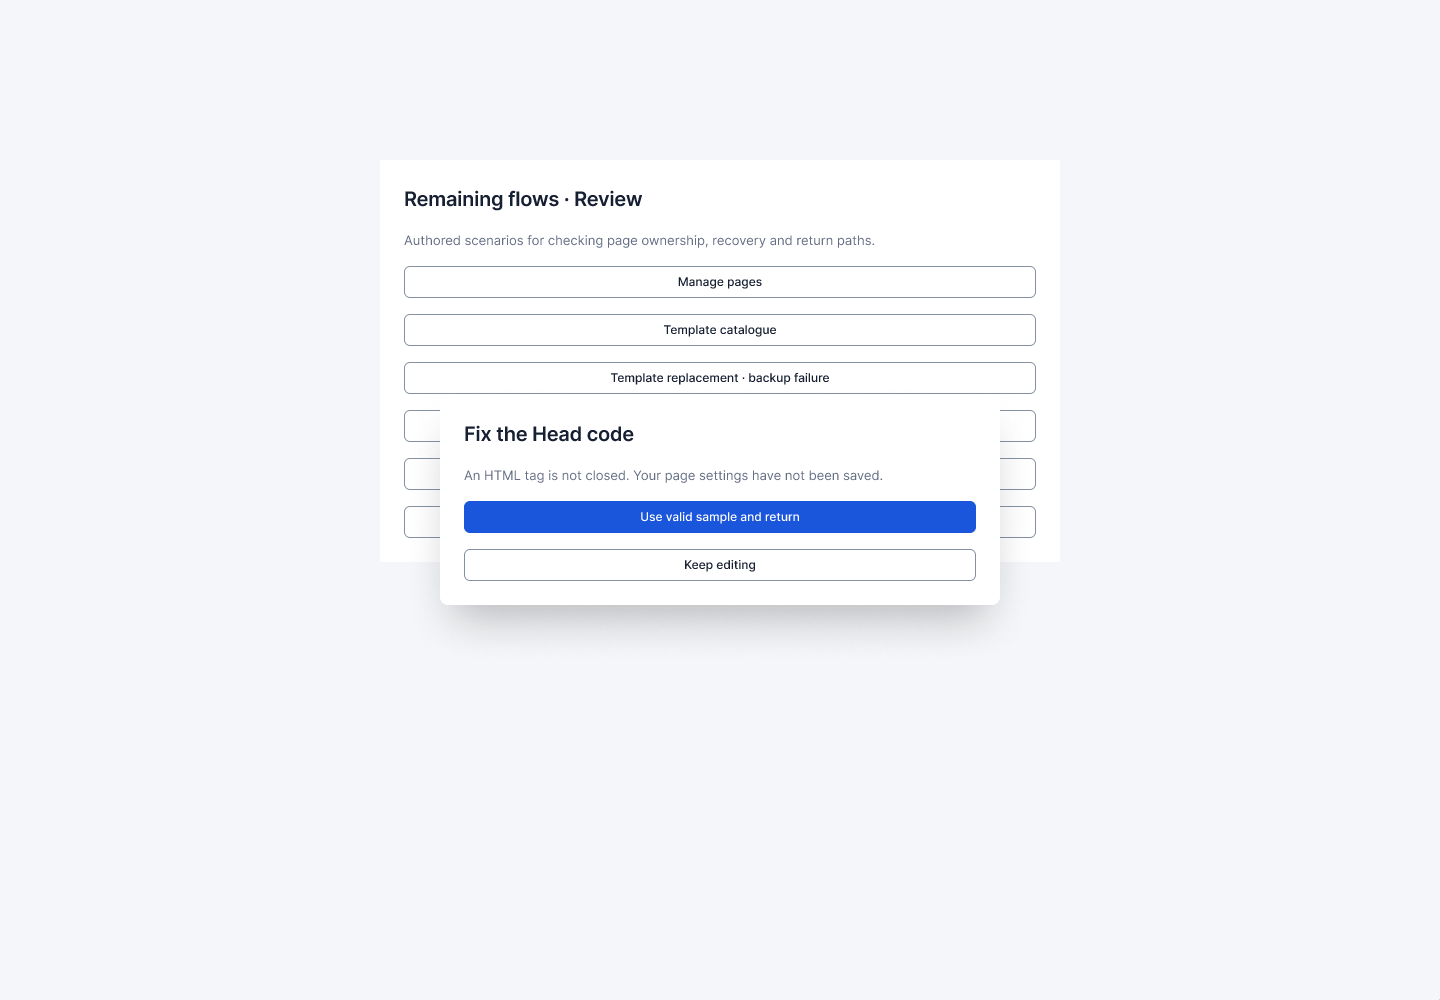 Remaining flows · Review
Authored scenarios for checking page ownership, recovery and return paths.
Manage pages
Template catalogue
Template replacement · backup failure
Fix the Head code
An HTML tag is not closed. Your page settings have not been saved.
Use valid sample and return
Keep editing